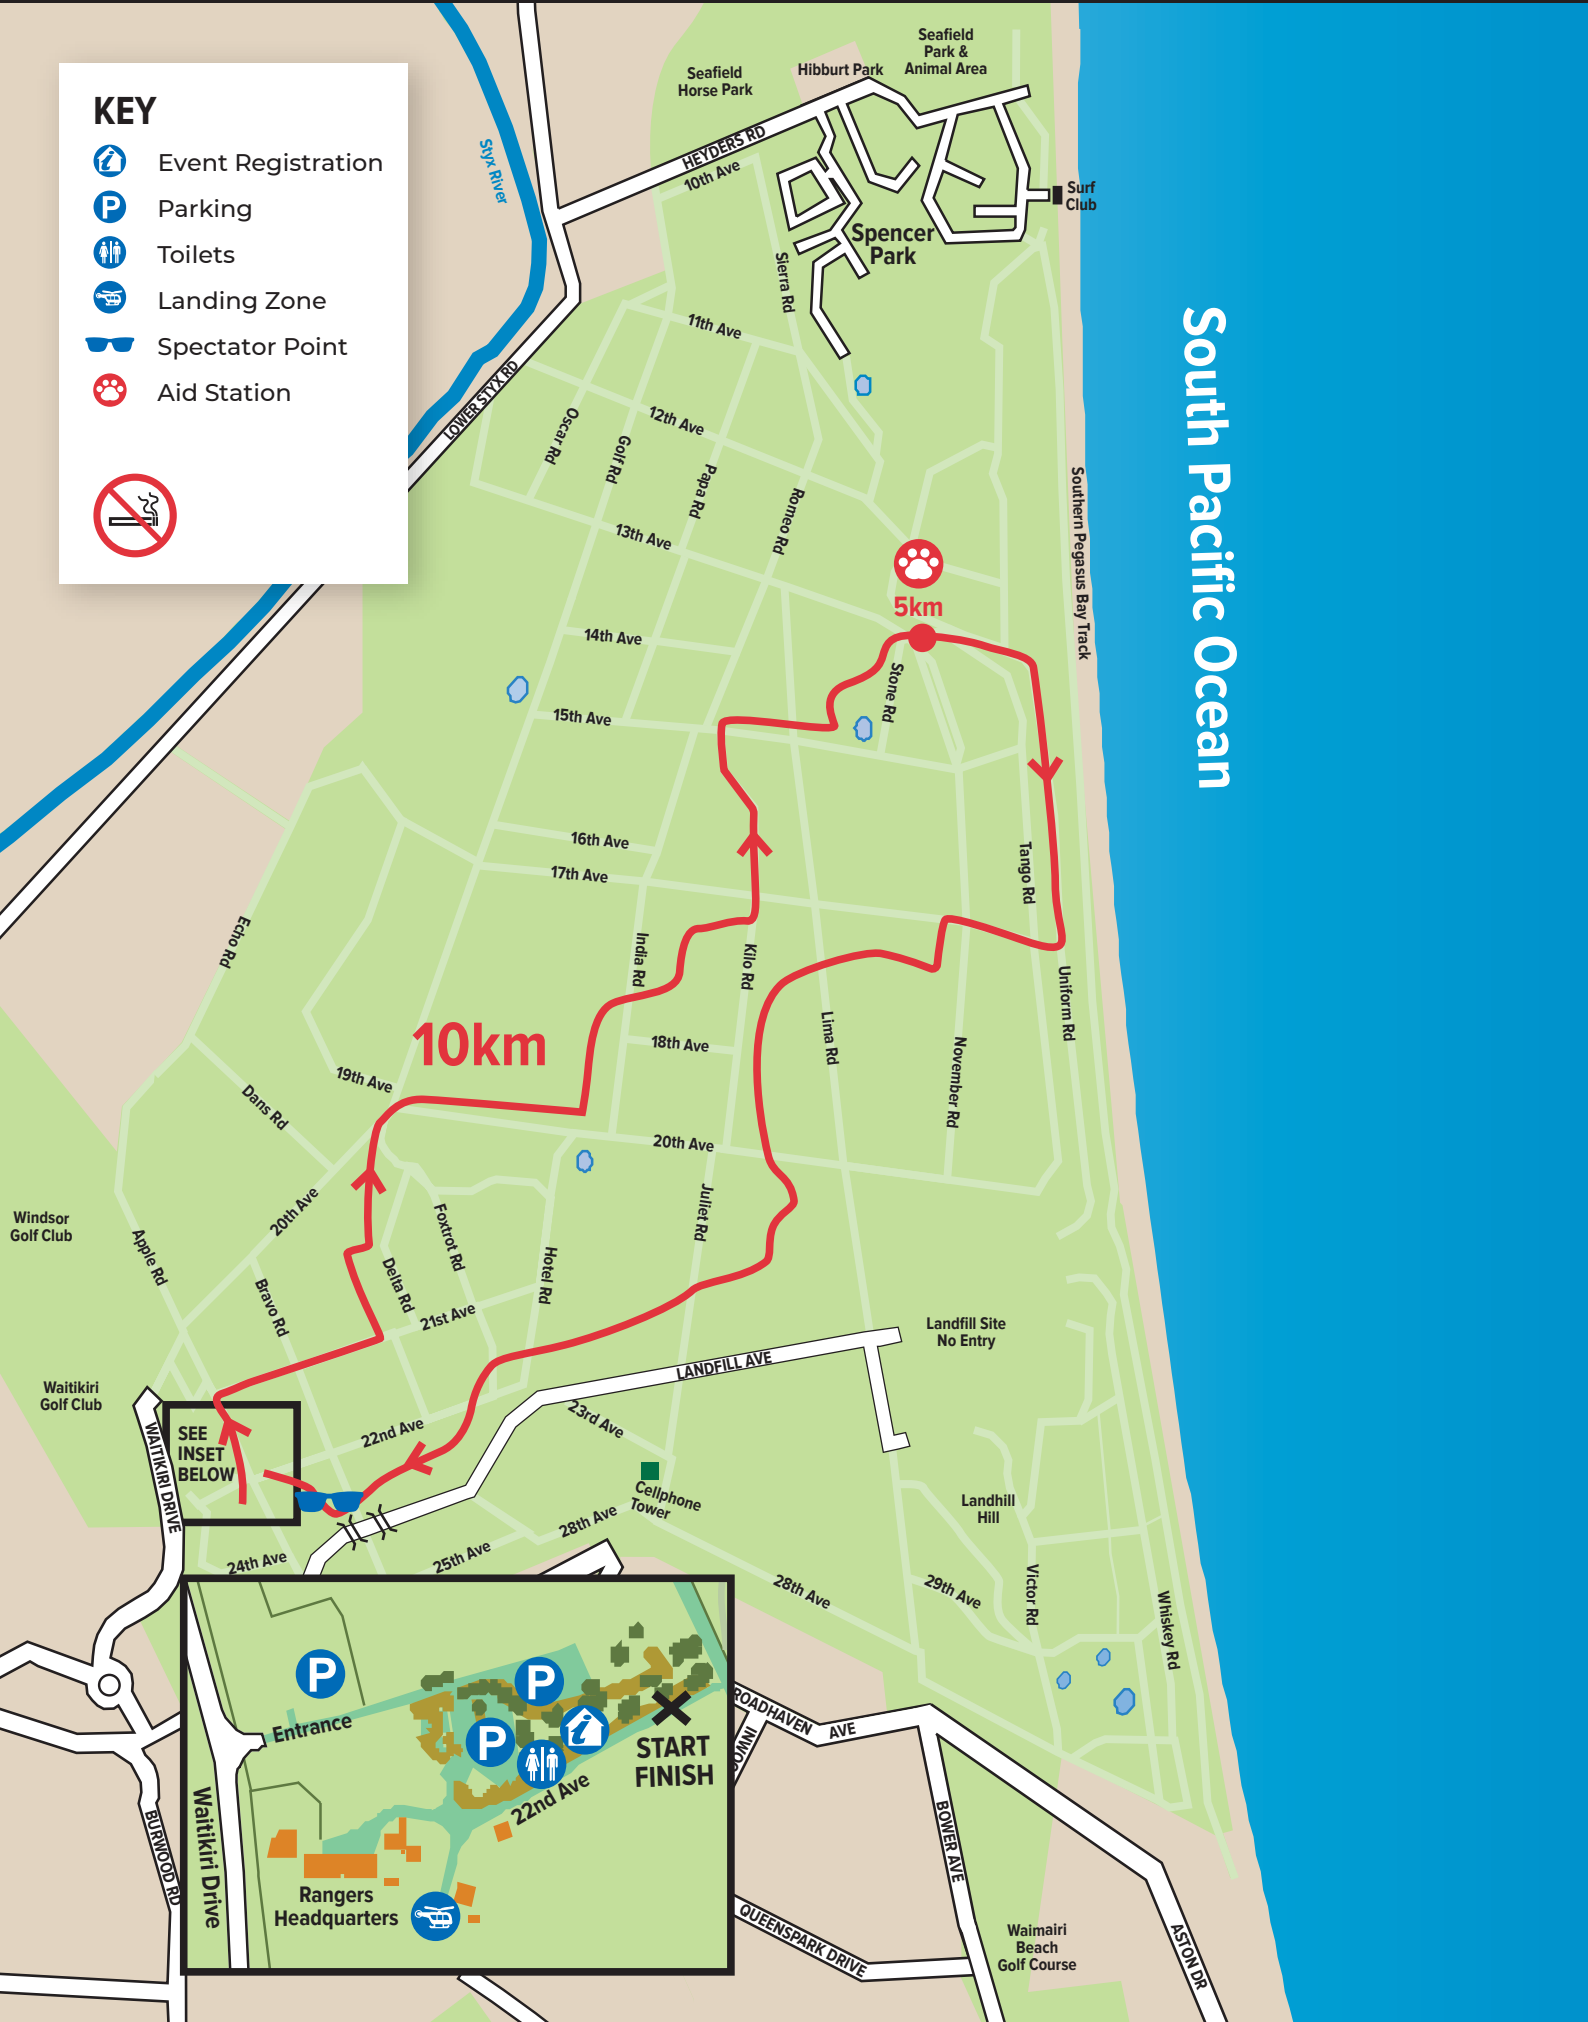 KEY
Event Registration
Parking
Toilets
Landing Zone
Spectator Point
Aid Station
Styx River
LOWER STYX RD
HEYDERS RD
10th Ave
Seafield
Horse Park
Hibburt Park
Seafield
Park &
Animal Area
Surf
Club
Spencer
Park
Sierra Rd
11th Ave
12th Ave
Oscar Rd
Golf Rd
Papa Rd
Romeo Rd
13th Ave
5km
Southern Pegasus Bay Track
South Pacific Ocean
14th Ave
Stone Rd
15th Ave
16th Ave
17th Ave
Tango Rd
Echo Rd
India Rd
Kilo Rd
Uniform Rd
10km
18th Ave
Lima Rd
November Rd
19th Ave
Dans Rd
20th Ave
20th Ave
Juliet Rd
Windsor
Golf Club
Apple Rd
Bravo Rd
Delta Rd
Foxtrot Rd
Hotel Rd
21st Ave
Landfill Site
No Entry
LANDFILL AVE
Waitikiri
Golf Club
WAITIKIRI DRIVE
SEE
INSET
BELOW
22nd Ave
23rd Ave
Cellphone
Tower
24th Ave
25th Ave
28th Ave
28th Ave
29th Ave
Landhill
Hill
Victor Rd
Whiskey Rd
P
P
P
Entrance
START
FINISH
22nd Ave
Waitikiri Drive
Rangers
Headquarters
BURWOOD RD
ROADHAVEN AVE
BOWER AVE
QUEENSPARK DRIVE
ASTON DR
Waimairi
Beach
Golf Course